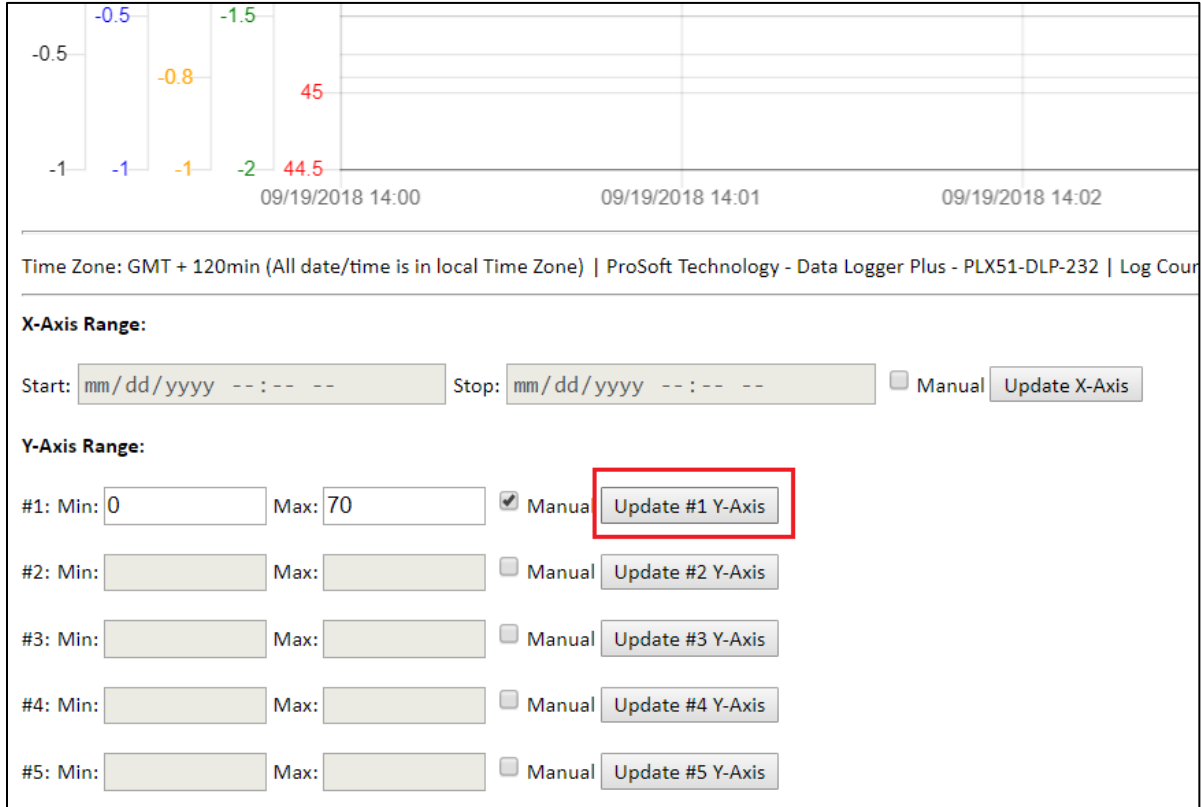 -0.5 -1.5
-0.5
-0.8
45
-1 -1 -1 -2 44.5
09/19/2018 14:00 09/19/2018 14:01 09/19/2018 14:02
Time Zone: GMT + 120min (All date/time is in local Time Zone) | ProSoft Technology - Data Logger Plus - PLX51-DLP-232 | Log Coun
X-Axis Range:
Start: mm/dd/yyyy --:-- -- Stop: mm/dd/yyyy --:-- -- Manual Update X-Axis
Y-Axis Range:
#1: Min: 0 Max: 70 Manual Update #1 Y-Axis
#2: Min: Max: Manual Update #2 Y-Axis
#3: Min: Max: Manual Update #3 Y-Axis
#4: Min: Max: Manual Update #4 Y-Axis
#5: Min: Max: Manual Update #5 Y-Axis